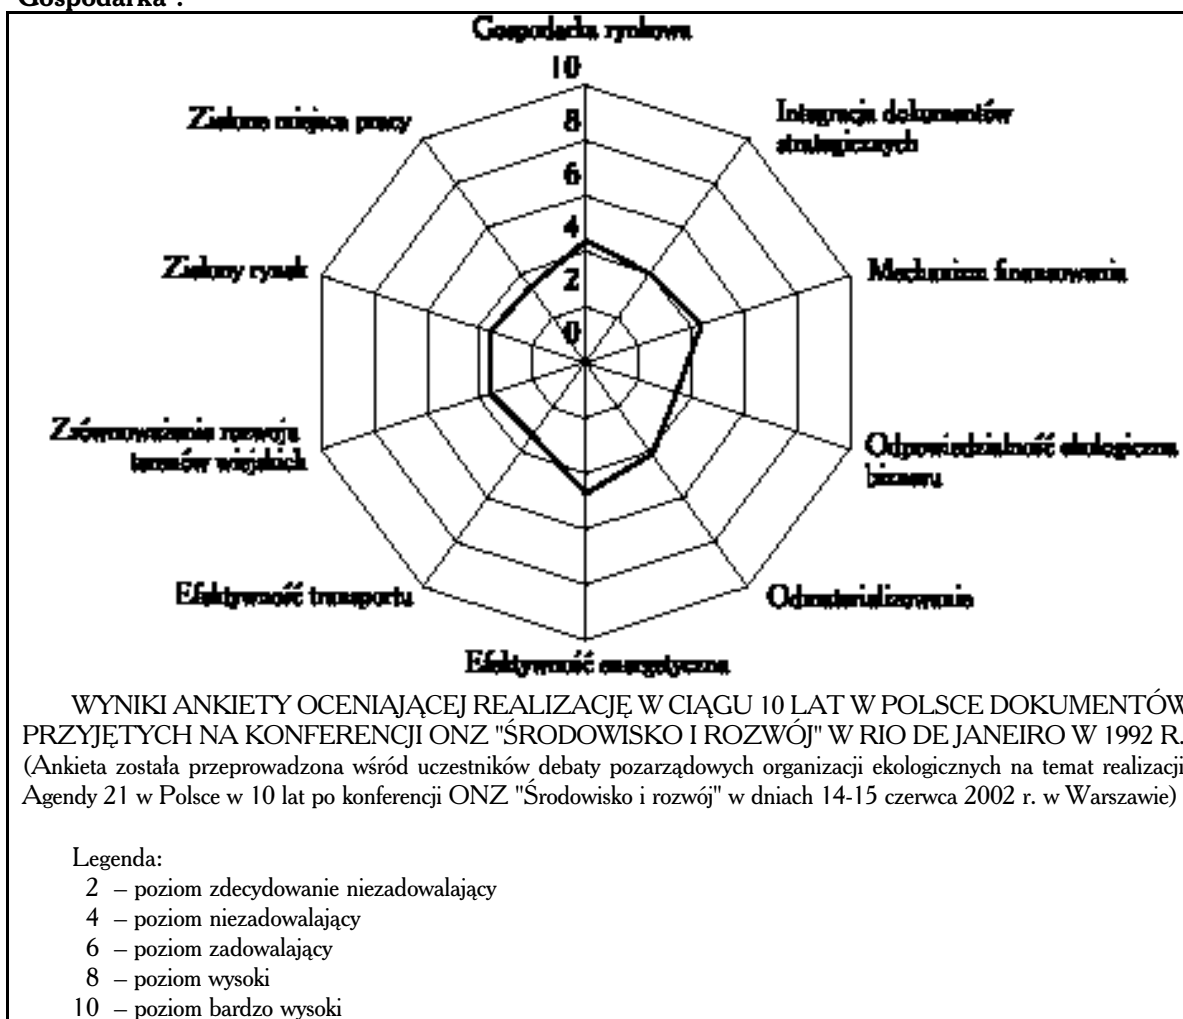 "Gospodarka".
Gospodarka rynkowa
10
Zielone miejsca pracy
Integracja dokumentów
strategicznych
8
6
4
Zielony rynek
Mechanizm finansowania
2
0
Zrównoważenie rozwoju
terenów wiejskich
Odpowiedzialność ekologiczna
biznesu
Efektywność transportu
Odmaterializowanie
Efektywność energetyczna
WYNIKI ANKIETY OCENIAJĄCEJ REALIZACJĘ W CIĄGU 10 LAT W POLSCE DOKUMENTÓW
PRZYJĘTYCH NA KONFERENCJI ONZ "ŚRODOWISKO I ROZWÓJ" W RIO DE JANEIRO W 1992 R.
(Ankieta została przeprowadzona wśród uczestników debaty pozarządowych organizacji ekologicznych na temat realizacji
Agendy 21 w Polsce w 10 lat po konferencji ONZ "Środowisko i rozwój" w dniach 14-15 czerwca 2002 r. w Warszawie)
Legenda:
2 – poziom zdecydowanie niezadowalający
4 – poziom niezadowalający
6 – poziom zadowalający
8 – poziom wysoki
10 – poziom bardzo wysoki